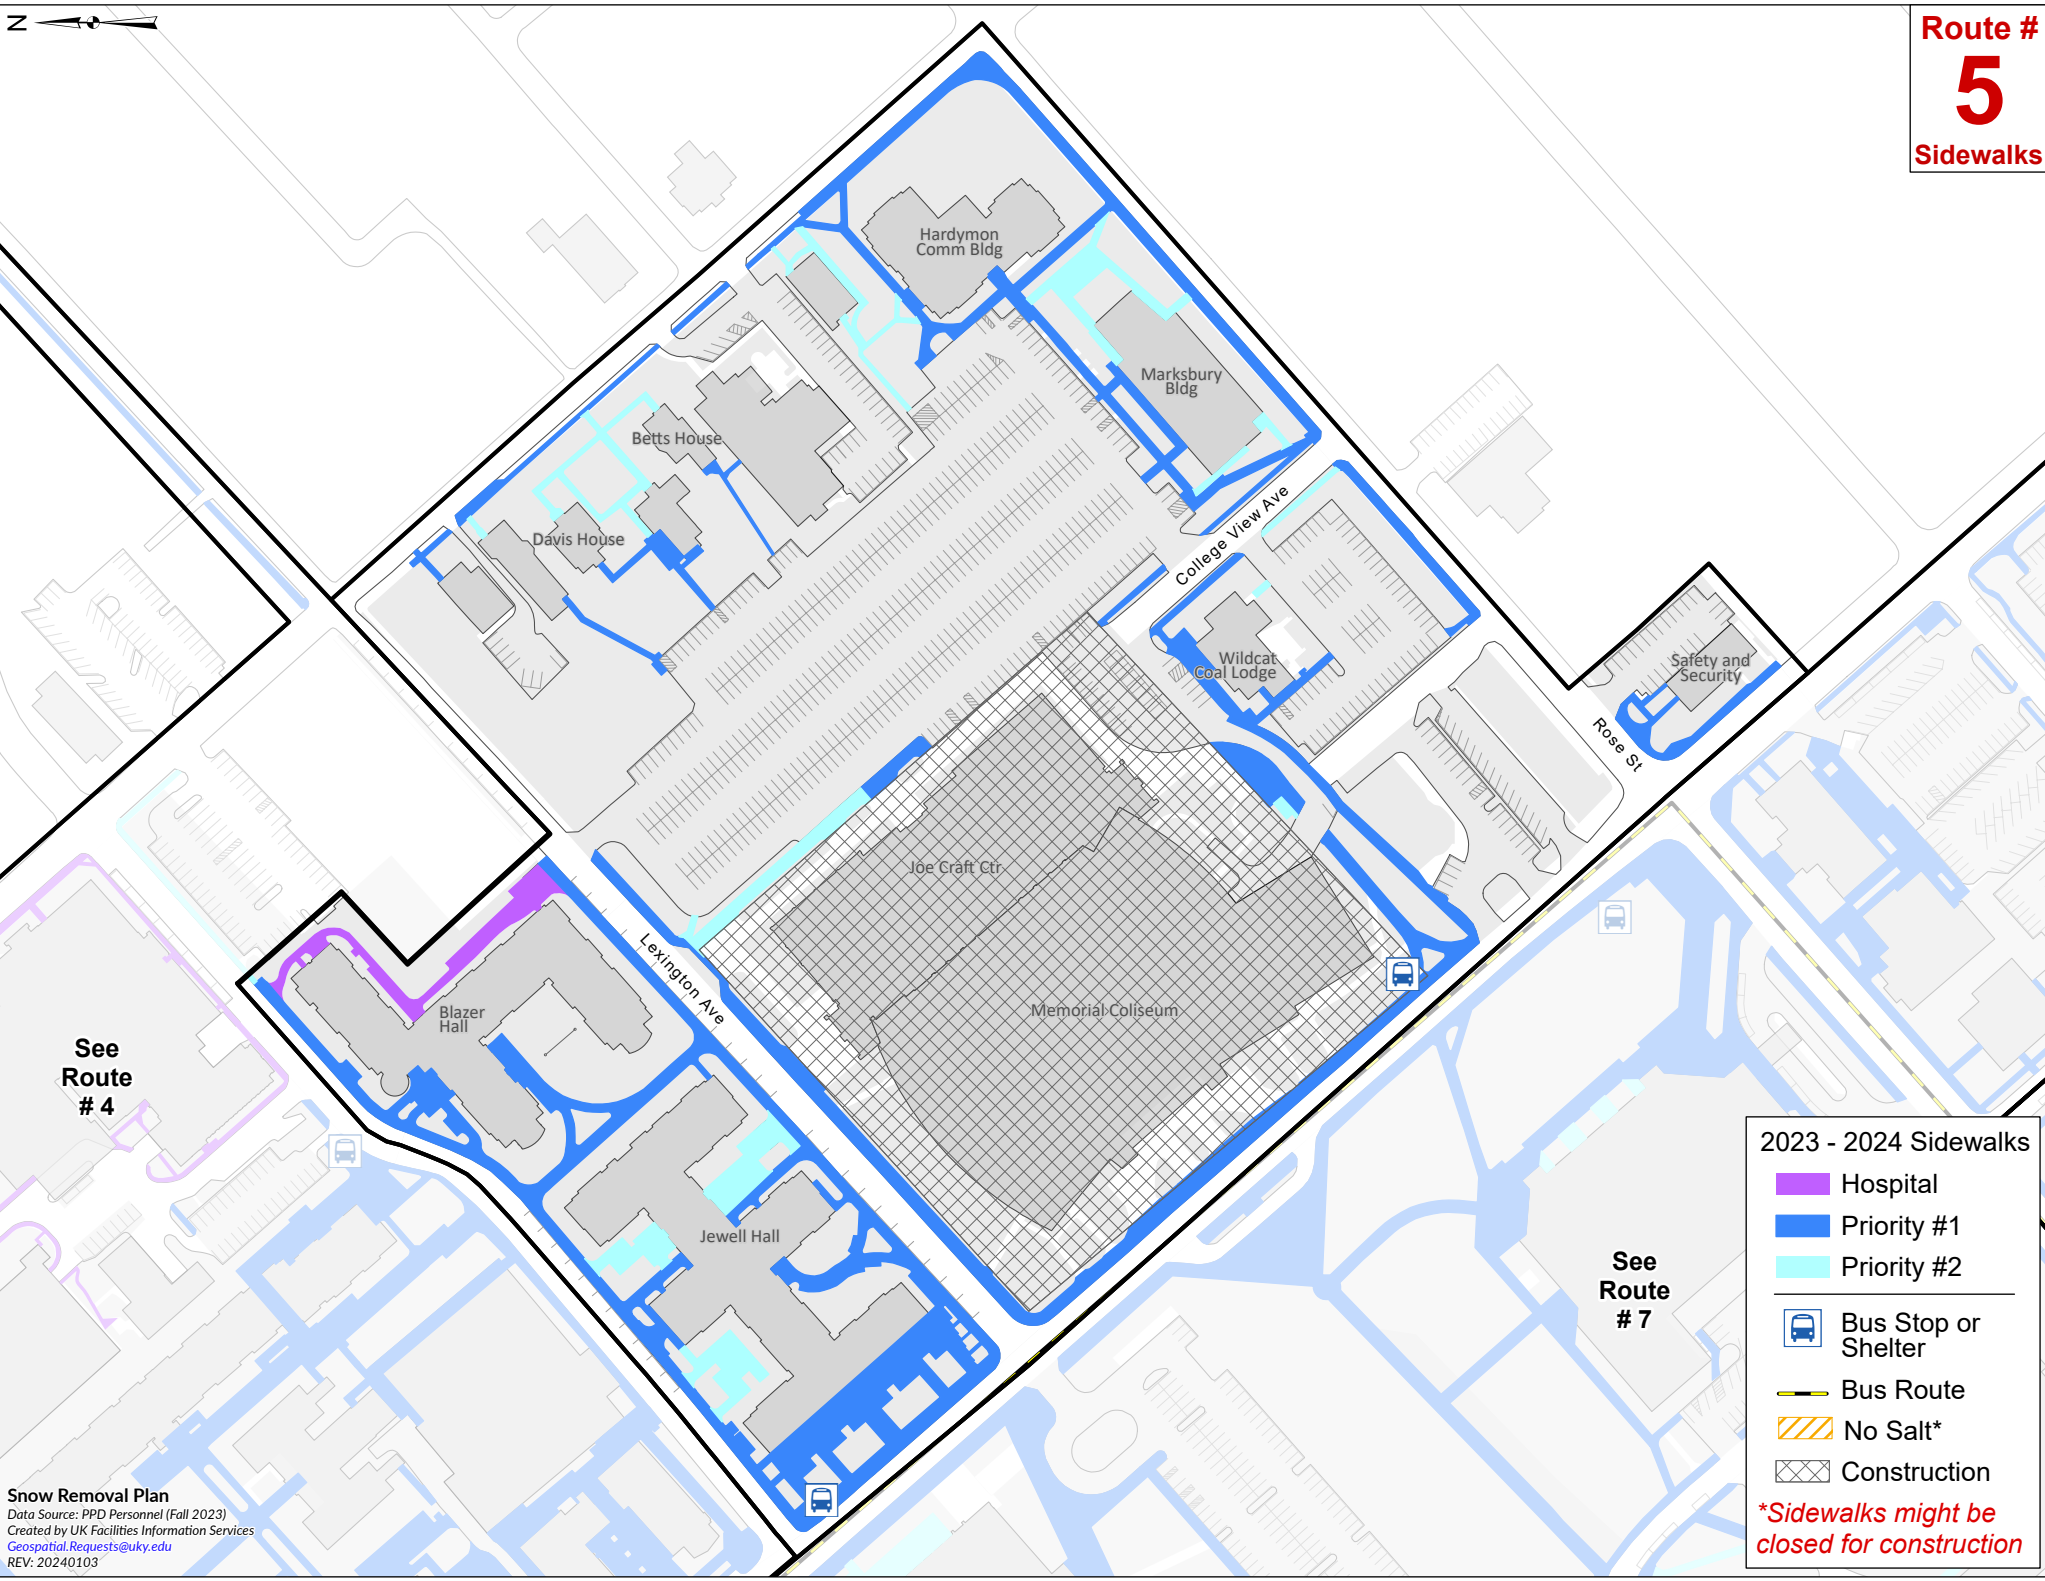 N
Route #
5
Sidewalks
Hardymon
Comm Bldg
Marksbury
Bldg
Betts House
Davis House
College View Ave
Wildcat
Coal Lodge
Safety and
Security
Rose St
Joe Craft Ctr
Lexington Ave
Memorial Coliseum
Blazer
Hall
Jewell Hall
See
Route
# 4
See
Route
# 7
2023 - 2024 Sidewalks
Hospital
Priority #1
Priority #2
Bus Stop or
Shelter
Bus Route
No Salt*
Construction
*Sidewalks might be
closed for construction
Snow Removal Plan
Data Source: PPD Personnel (Fall 2023)
Created by UK Facilities Information Services
Geospatial.Requests@uky.edu
REV: 20240103